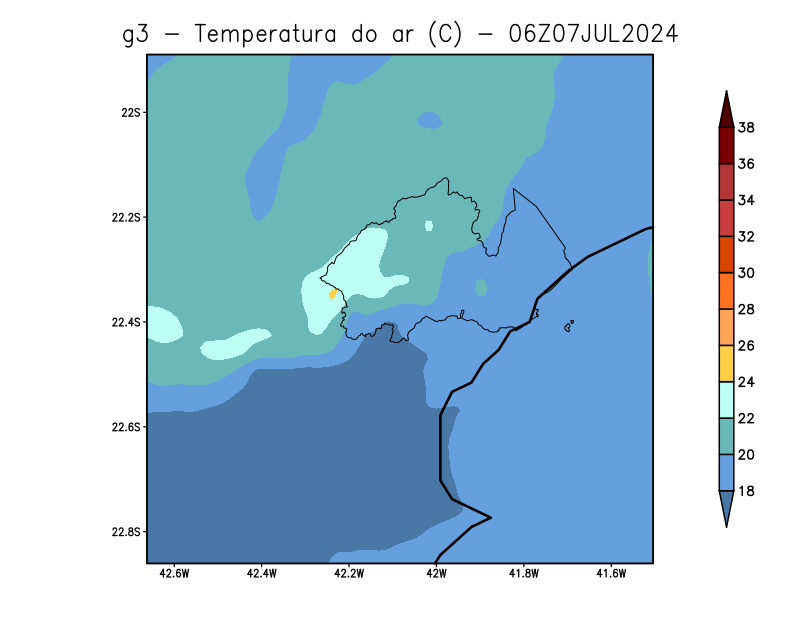 g3 - Temperatura do ar (C) - 06Z07JUL2024
22S
22.2S
22.4S
22.6S
22.8S
42.6W
42.4W
42.2W
42W
41.8W
41.6W
38
36
34
32
30
28
26
24
22
20
18